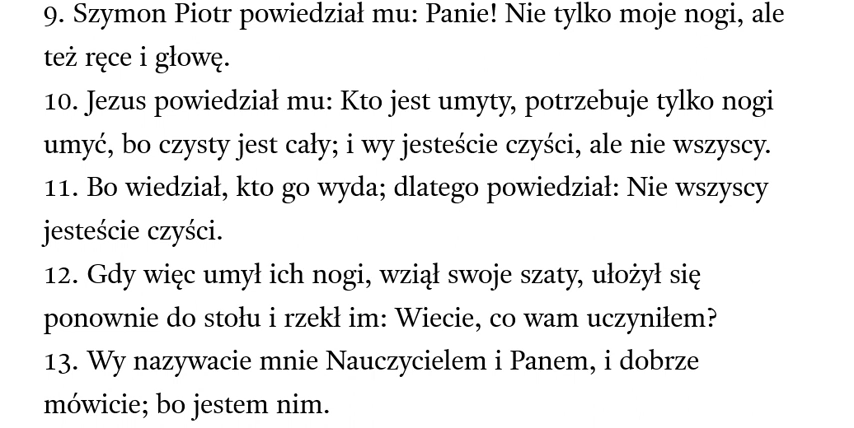 9. Szymon Piotr powiedział mu: Panie! Nie tylko moje nogi, ale
też ręce i głowę.
10. Jezus powiedział mu: Kto jest umyty, potrzebuje tylko nogi
umyć, bo czysty jest cały; i wy jesteście czyści, ale nie wszyscy.
11. Bo wiedział, kto go wyda; dlatego powiedział: Nie wszyscy
jesteście czyści.
12. Gdy więc umył ich nogi, wziął swoje szaty, ułożył się
ponownie do stołu i rzekł im: Wiecie, co wam uczyniłem?
13. Wy nazywacie mnie Nauczycielem i Panem, i dobrze
mówicie; bo jestem nim.